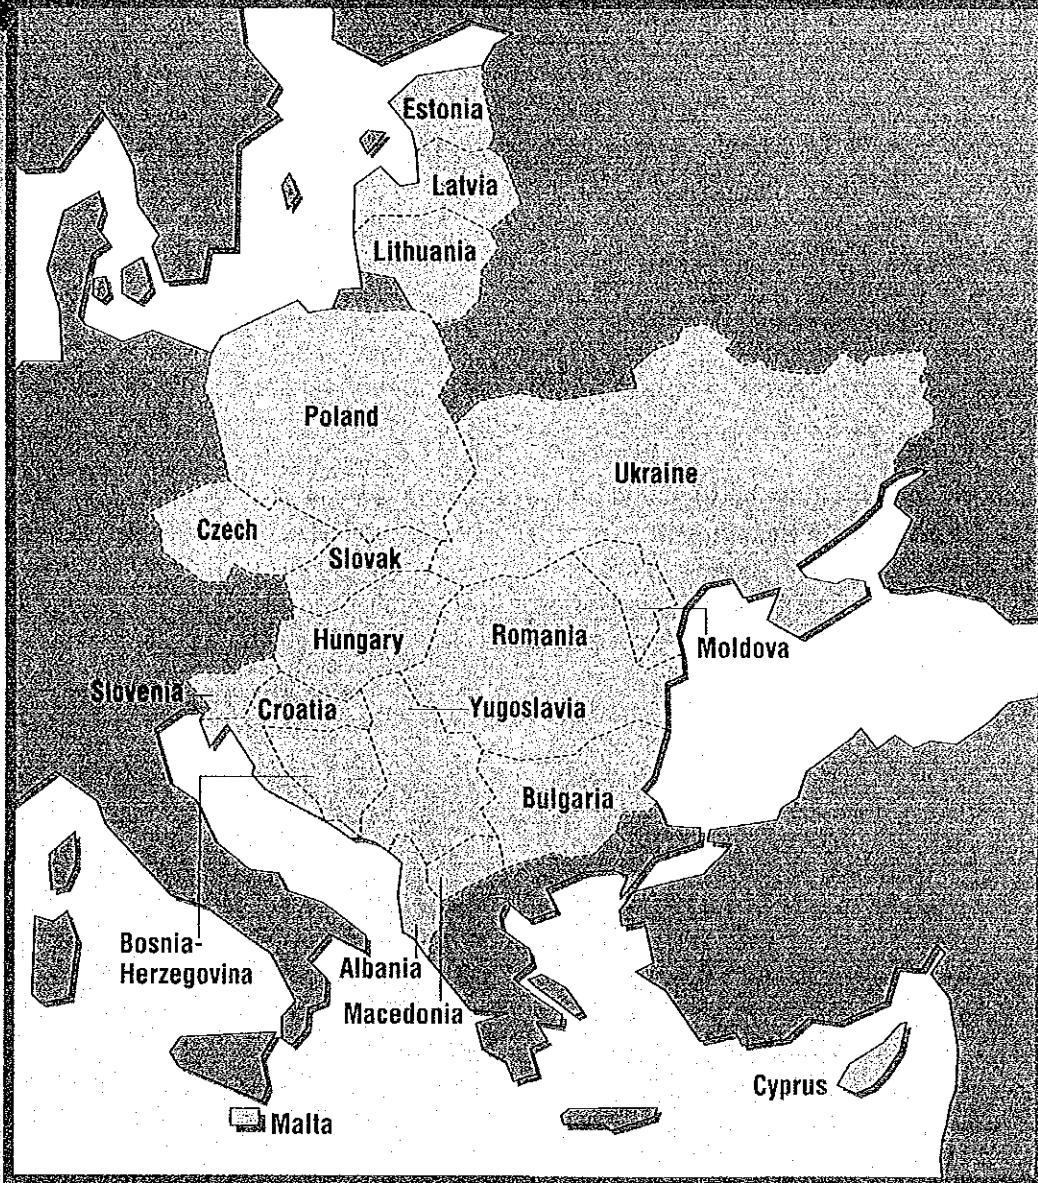 Estonia
Latvia
Lithuania
Poland
Ukraine
Czech
Slovak
Hungary
Romania
Moldova
Slovenia
Croatia
Yugoslavia
Bulgaria
Bosnia-
Herzegovina
Albania
Macedonia
Cyprus
Malta